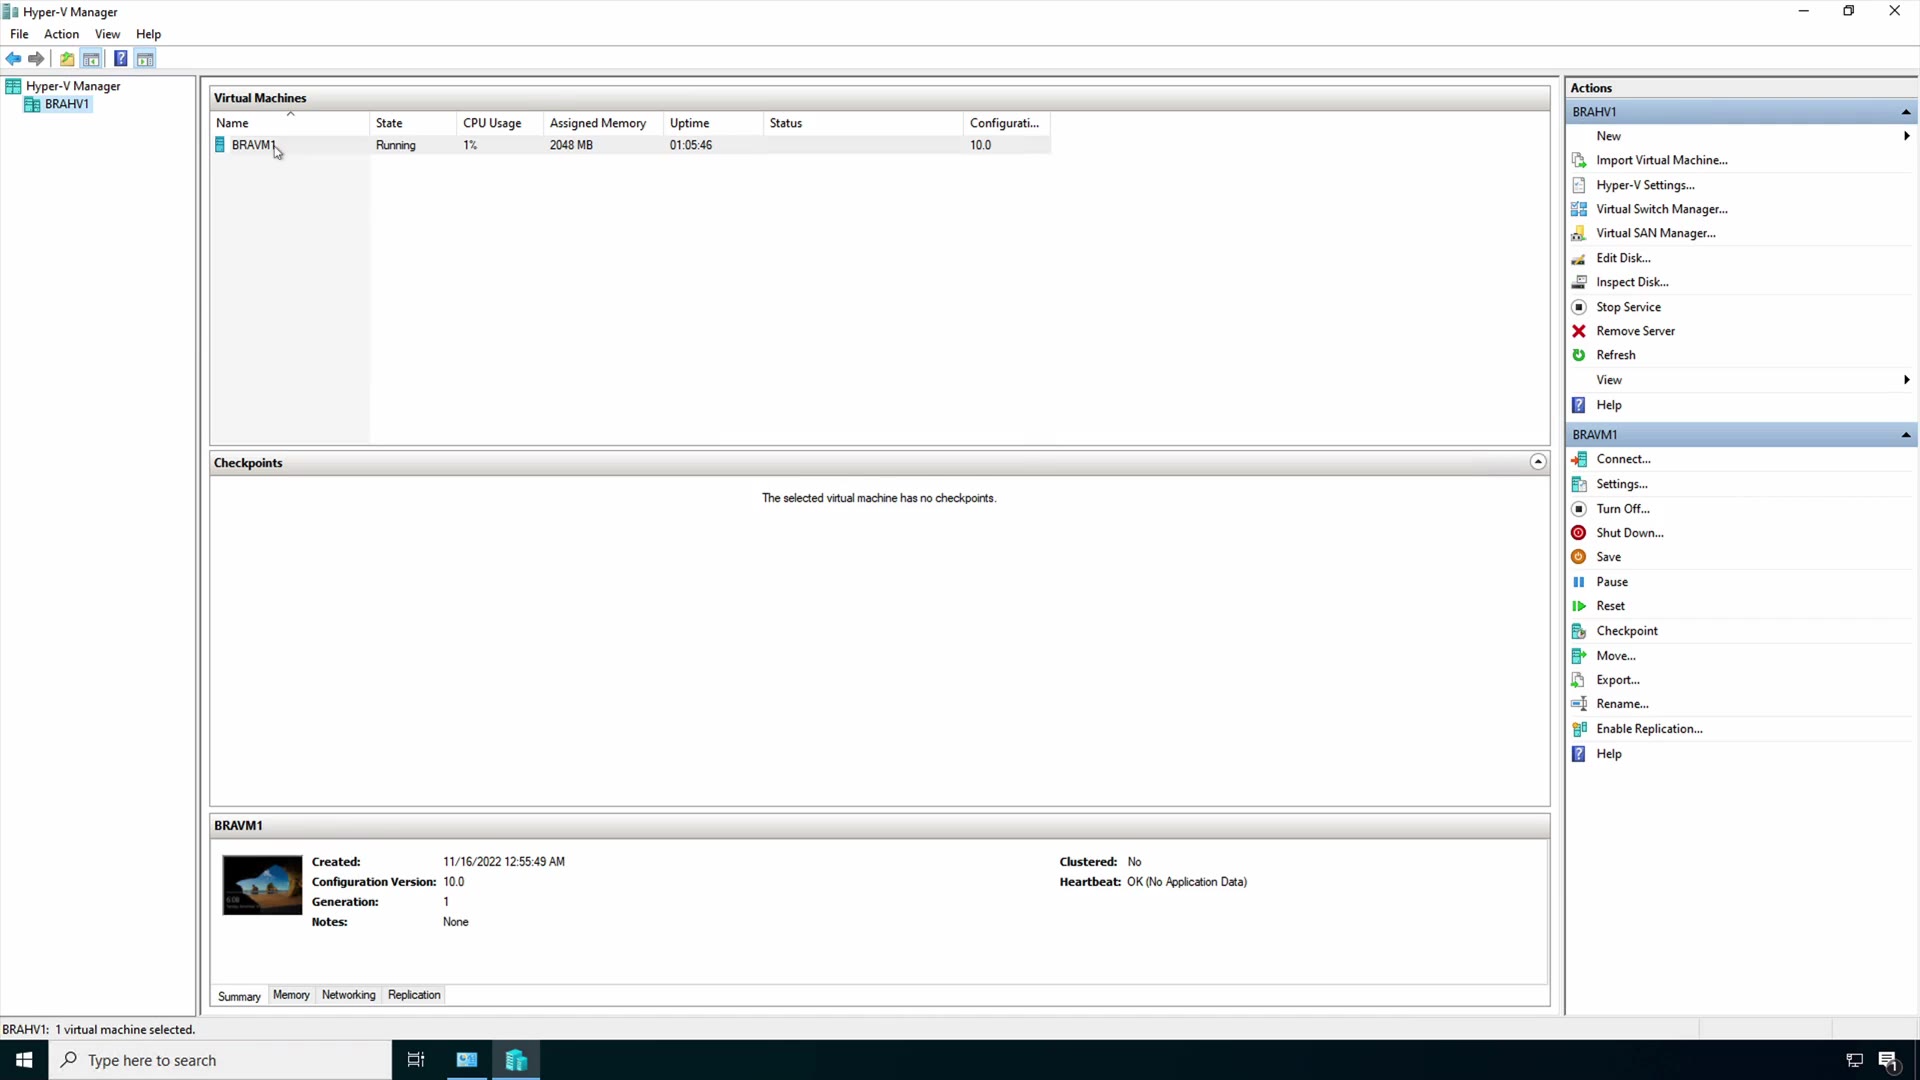 Hyper-V Manager
File Action View Help
Hyper-V Manager
BRAHV1
Virtual Machines
Name State CPU Usage Assigned Memory Uptime Status Configurati...
BRAVM1 Running 1% 2048 MB 01:05:46 10.0
Checkpoints
The selected virtual machine has no checkpoints.
BRAVM1
Created: 11/16/2022 12:55:49 AM
Configuration Version: 10.0
Generation: 1
Notes: None
Clustered: No
Heartbeat: OK (No Application Data)
Summary Memory Networking Replication
Actions
BRAHV1
New
Import Virtual Machine...
Hyper-V Settings...
Virtual Switch Manager...
Virtual SAN Manager...
Edit Disk...
Inspect Disk...
Stop Service
Remove Server
Refresh
View
Help
BRAVM1
Connect...
Settings...
Turn Off...
Shut Down...
Save
Pause
Reset
Checkpoint
Move...
Export...
Rename...
Enable Replication...
Help
BRAHV1: 1 virtual machine selected.
Type here to search
1